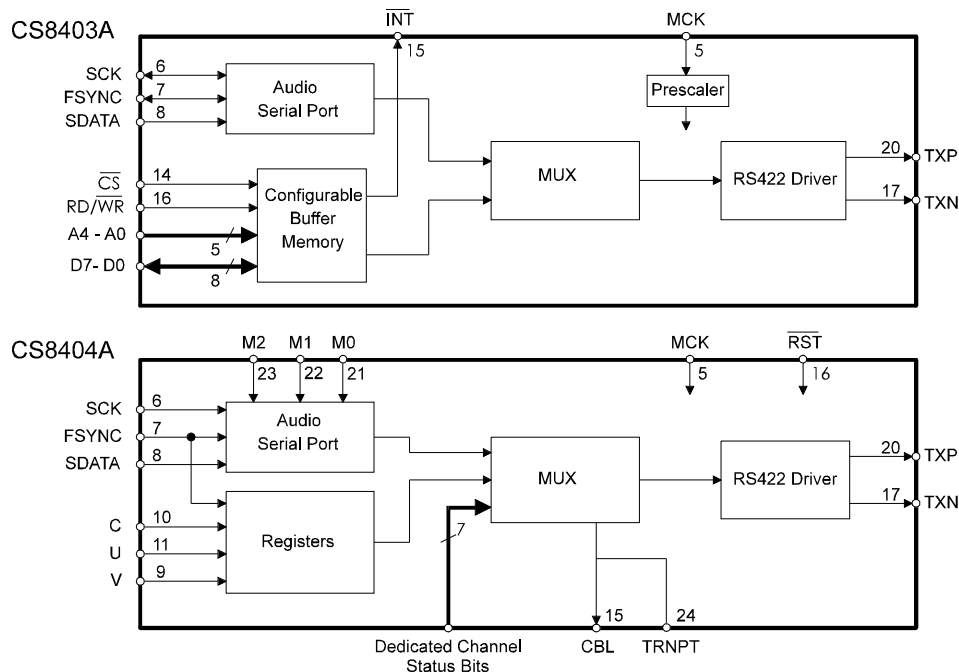 CS8403A
INT
MCK
15
5
SCK
6
FSYNC
7
SDATA
8
Audio
Serial Port
Prescaler
CS
14
RD/WR
16
A4 - A0
5
D7- D0
8
Configurable
Buffer
Memory
MUX
RS422 Driver
20
TXP
17
TXN
CS8404A
M2
M1
M0
MCK
RST
23
22
21
5
16
SCK
6
FSYNC
7
SDATA
8
Audio
Serial Port
C
10
U
11
V
9
Registers
MUX
7
RS422 Driver
20
TXP
17
TXN
15
24
Dedicated Channel
Status Bits
CBL
TRNPT